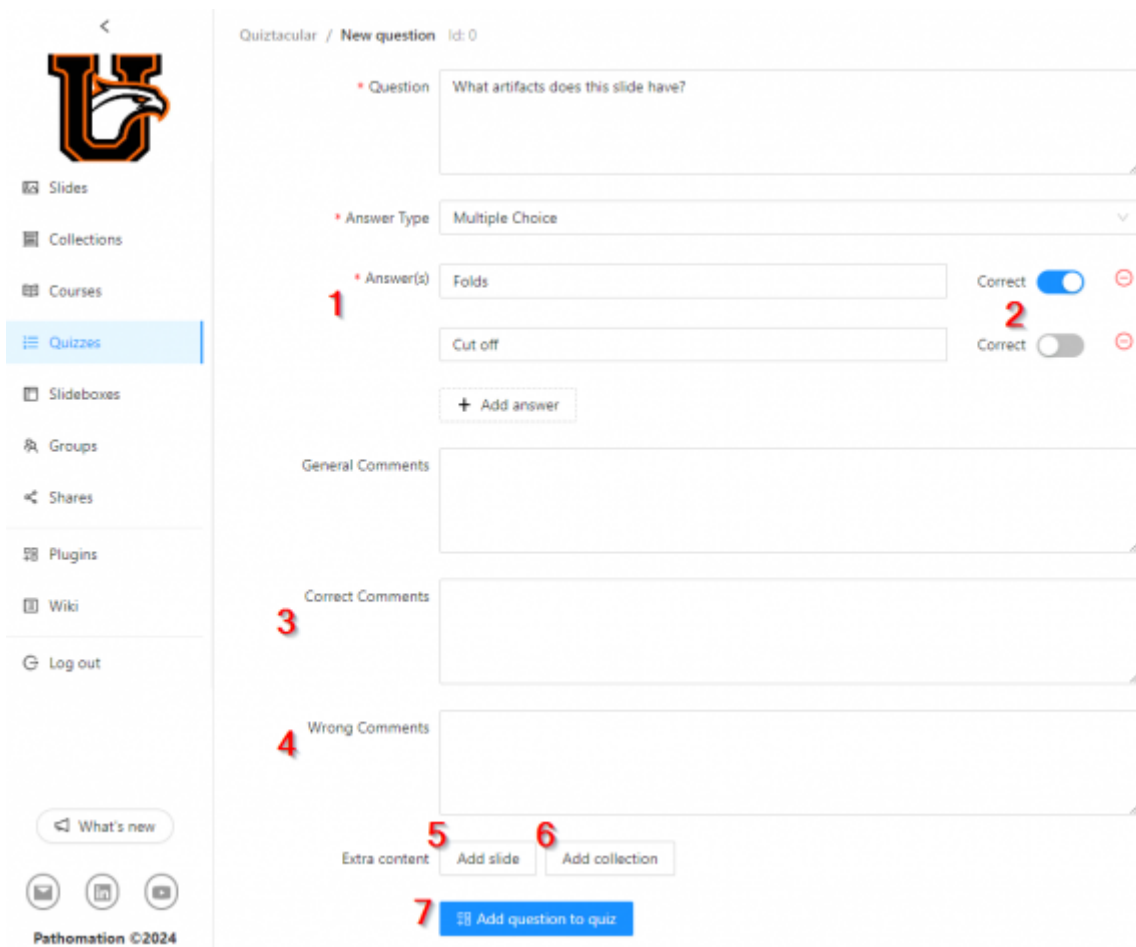 U
Slides
Collections
Courses
Quizzes
Slideboxes
Groups
Shares
Plugins
Wiki
Log out
What's new
in
Pathomation ©2024
Quiztacular / New question Id: 0
* Question What artifacts does this slide have?
* Answer Type Multiple Choice
* Answer(s) Folds Correct
1
2
Cut off Correct
+ Add answer
General Comments
Correct Comments
3
Wrong Comments
4
5 6
Extra content Add slide Add collection
7 Add question to quiz